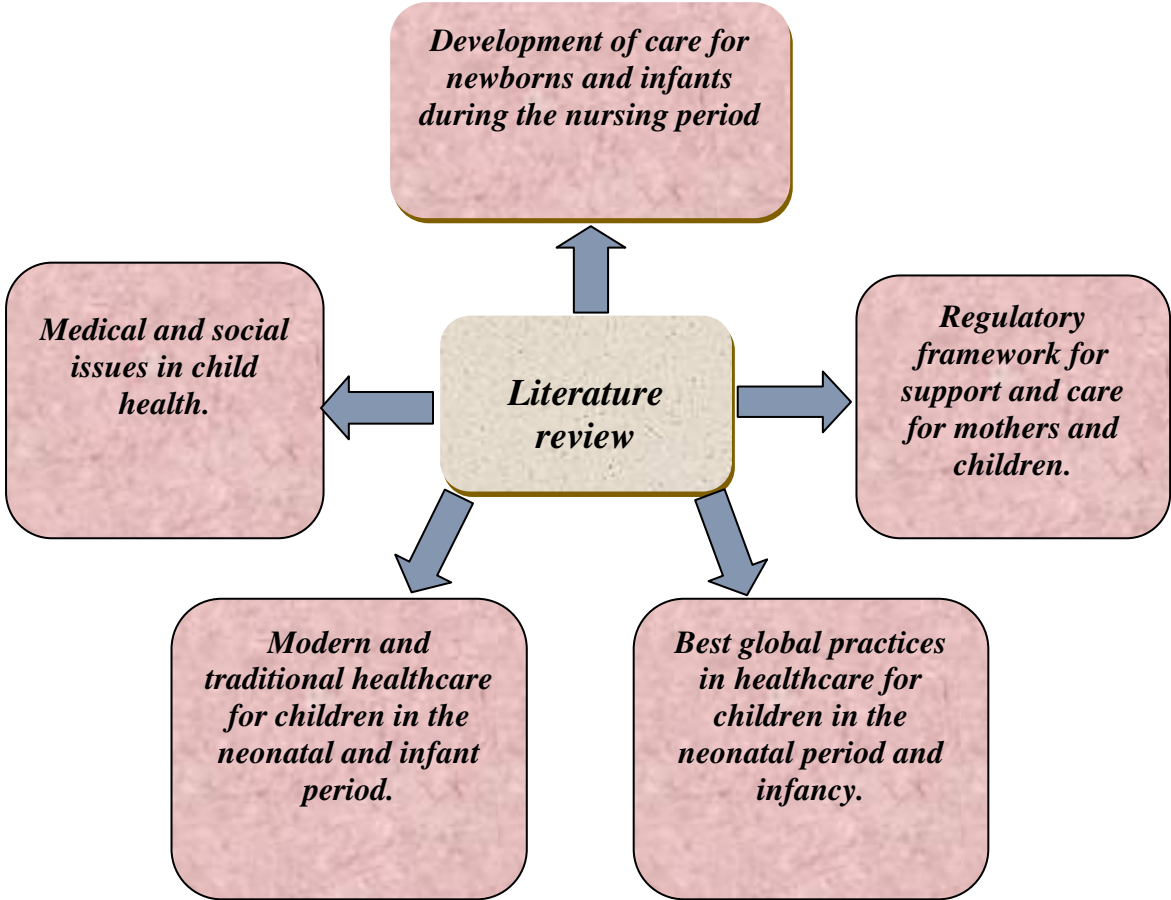 Development of care for
newborns and infants
during the nursing period
Medical and social
issues in child
health.
Literature
review
Regulatory
framework for
support and care
for mothers and
children.
Modern and
traditional healthcare
for children in the
neonatal and infant
period.
Best global practices
in healthcare for
children in the
neonatal period and
infancy.